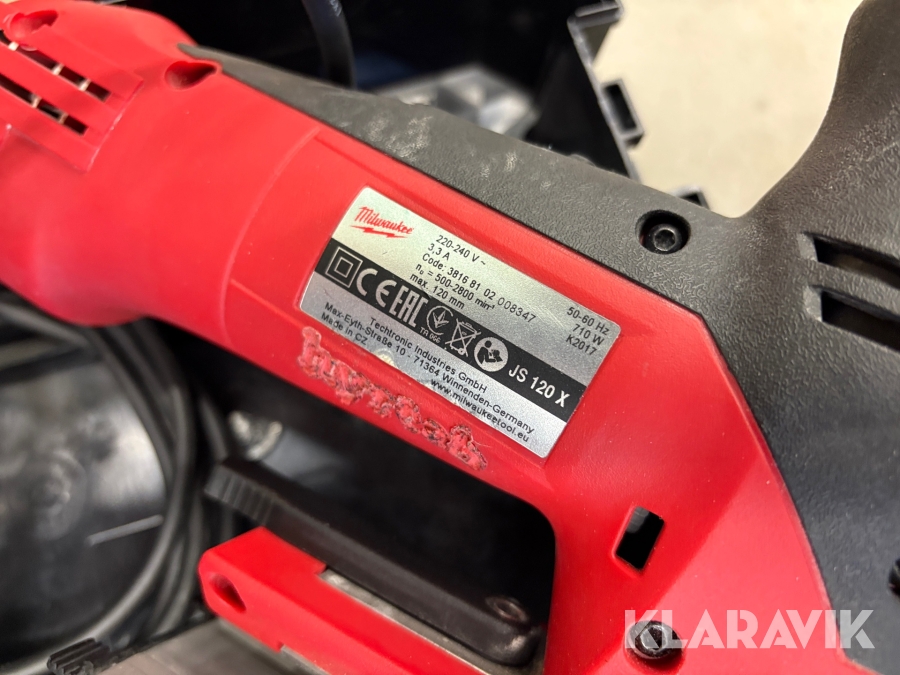 Milwaukee
220-240 V ~ 50-60 Hz
3,3 A 710 W
Code: 3816 81 02 008347 K2017
n₀ = 500-2800 min⁻¹
max. 120 mm
CE EAC TR 066 JS 120 X
Techtronic Industries GmbH
Max-Eyth-Straße 10 - 71364 Winnenden-Germany
Made in CZ www.milwaukeetool.eu
KLARAVIK